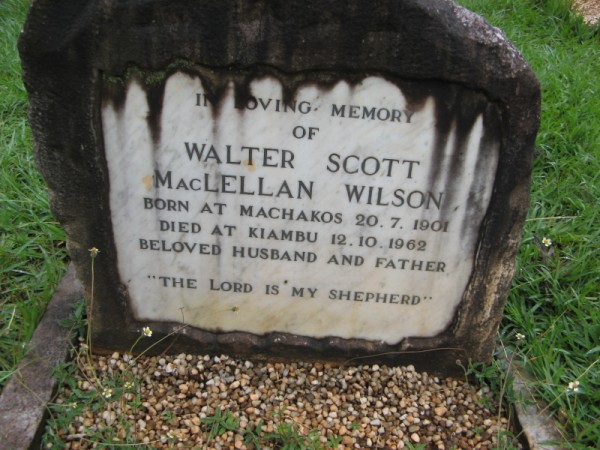 IN LOVING MEMORY
OF
WALTER SCOTT
MACLELLAN WILSON
BORN AT MACHAKOS 20.7.1901
DIED AT KIAMBU 12.10.1962
BELOVED HUSBAND AND FATHER
"THE LORD IS MY SHEPHERD"